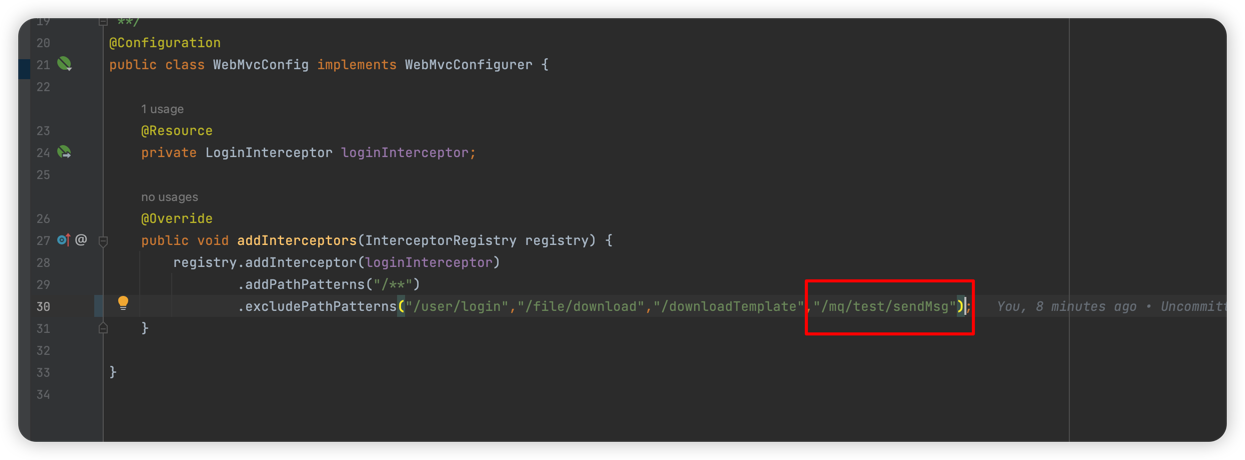 19 **/
20 @Configuration
21 public class WebMvcConfig implements WebMvcConfigurer {
22
1 usage
23 @Resource
24 private LoginInterceptor loginInterceptor;
25
no usages
26 @Override
27 @ public void addInterceptors(InterceptorRegistry registry) {
28 registry.addInterceptor(loginInterceptor)
29 .addPathPatterns("/**")
30 .excludePathPatterns("/user/login","/file/download","/downloadTemplate","/mq/test/sendMsg"); You, 8 minutes ago • Uncommitt
31 }
32
33 }
34